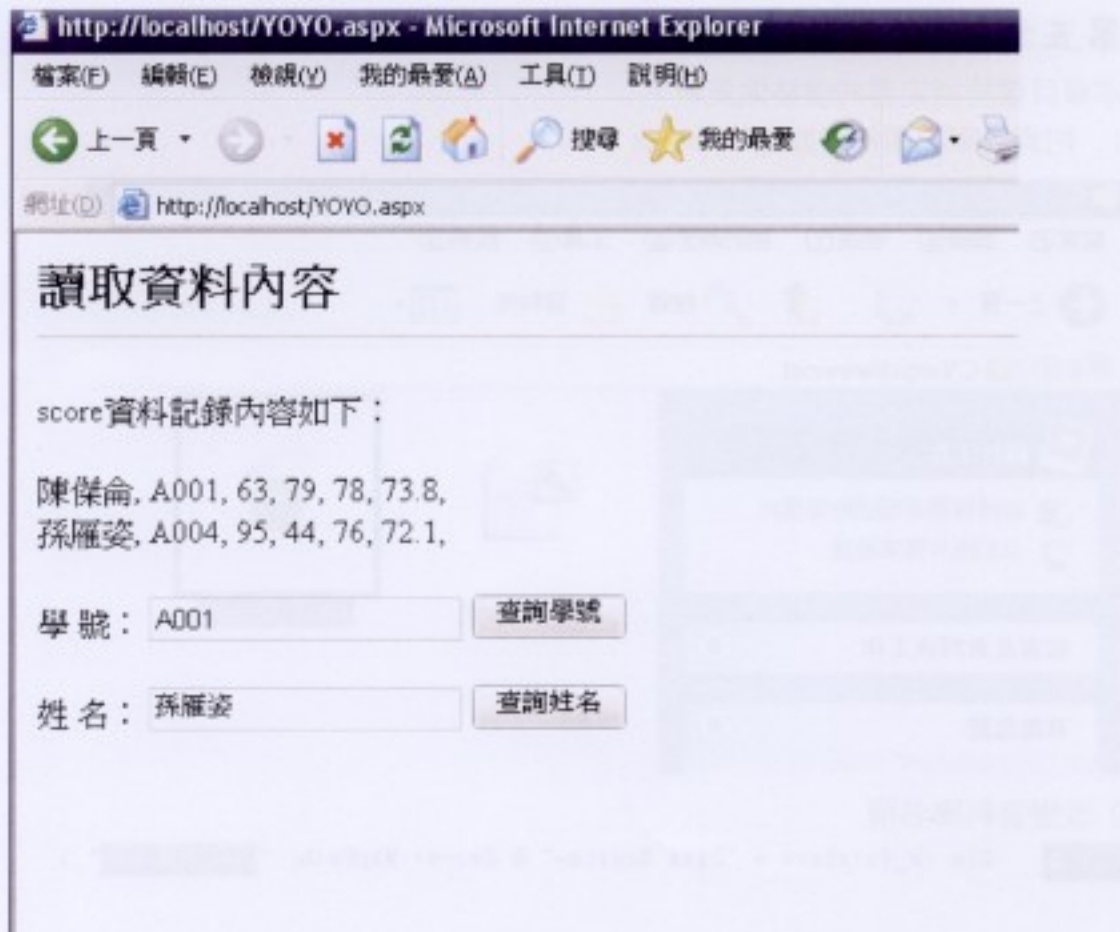 http://localhost/YOYO.aspx - Microsoft Internet Explorer
檔案(F) 編輯(E) 檢視(V) 我的最愛(A) 工具(T) 說明(H)
上一頁 搜尋 我的最愛
網址(D) http://localhost/YOYO.aspx
讀取資料內容
score資料記錄內容如下：
陳傑侖, A001, 63, 79, 78, 73.8,
孫雁姿, A004, 95, 44, 76, 72.1,
學 號： A001 查詢學號
姓 名： 孫雁姿 查詢姓名